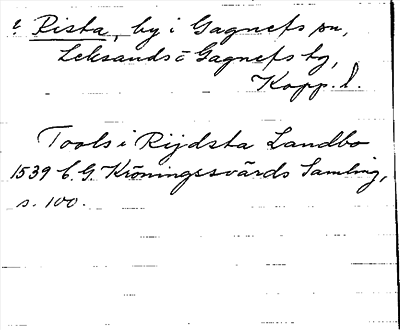 Rista, by i Gagnefs sn,
Leksands o Gagnefs tg,
Kopp. l.
Tools i Rijdsta Landbo
1539 C. G. Kröningssvärds Samling,
s. 100.